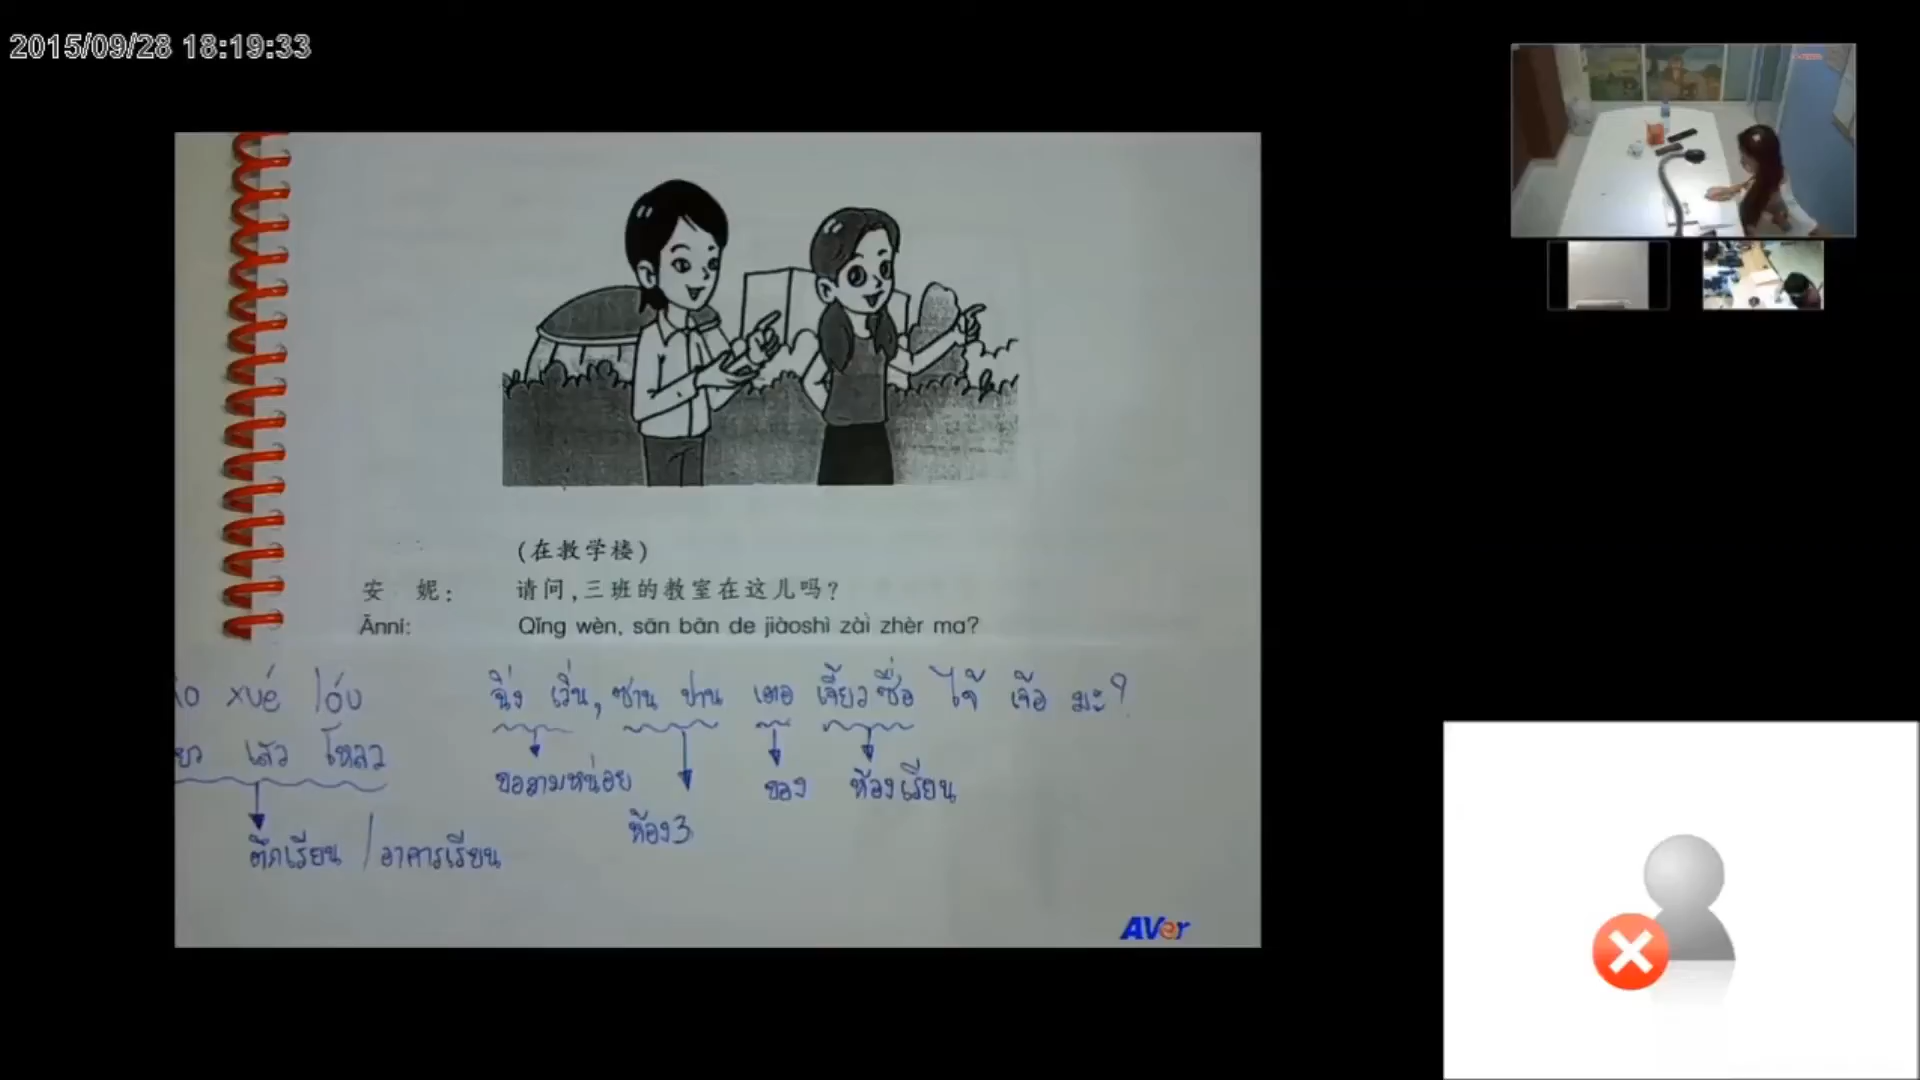 2015/09/28 18:19:33
(在教学楼)
安 妮: 请问,三班的教室在这儿吗?
Ānní: Qǐng wèn, sān bān de jiàoshì zài zhèr ma?
xué lóu
ฉิ่ง เวิ่น, ซาน ปาน เตอ เจี้ยวซื่อ ไจ้ เจ้อ มะ?
เสว โหลว
ขอถามหน่อย
ของ
ห้องเรียน
ห้อง3
ตึกเรียน / อาคารเรียน
AVer